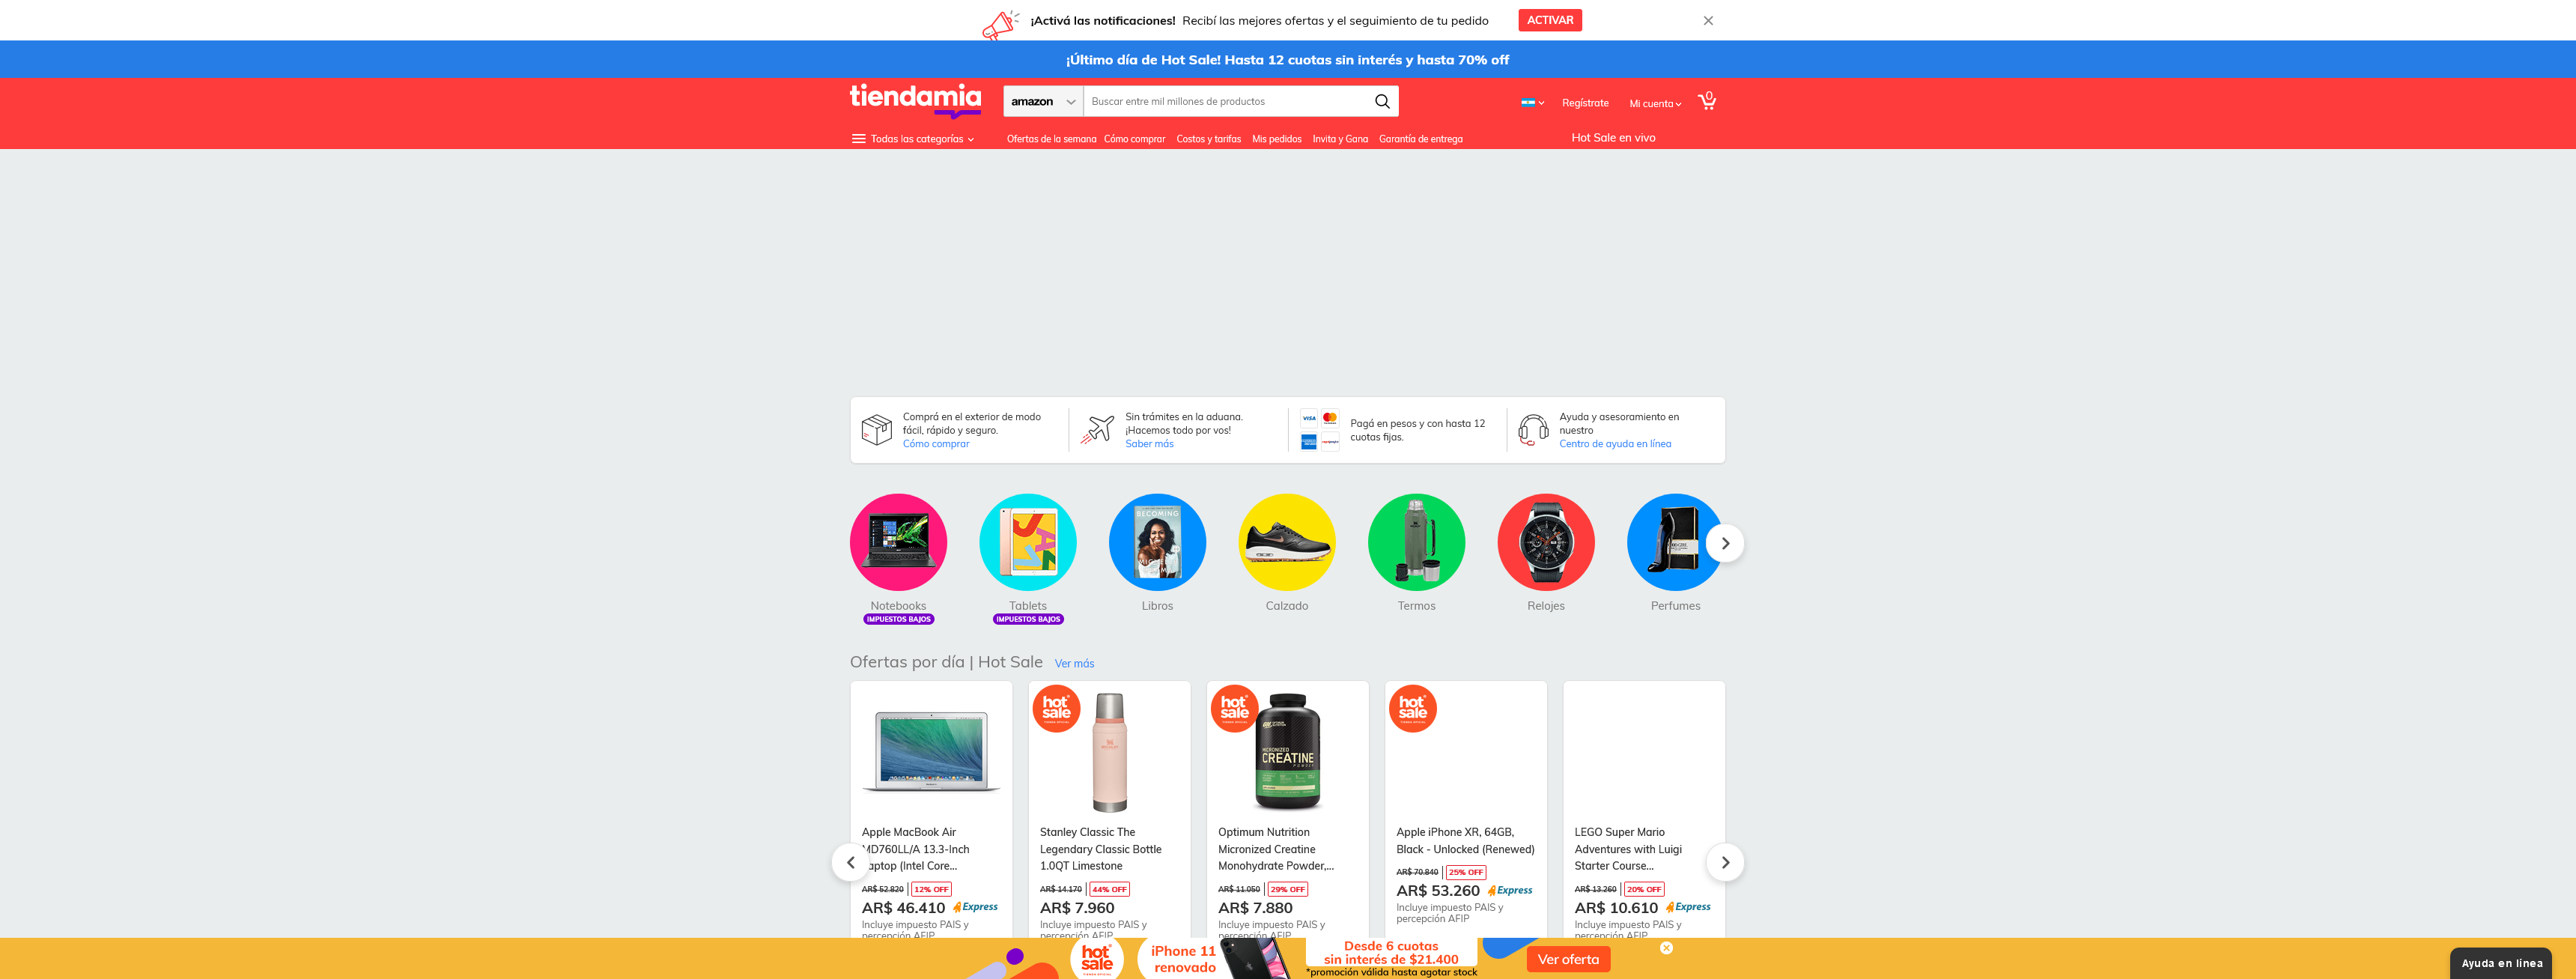 ¡Activá las notificaciones! Recibí las mejores ofertas y el seguimiento de tu pedido
ACTIVAR
¡Último día de Hot Sale! Hasta 12 cuotas sin interés y hasta 70% off
tiendamia
amazon
Buscar entre mil millones de productos
Regístrate
Mi cuenta
0
Todas las categorías
Ofertas de la semana
Cómo comprar
Costos y tarifas
Mis pedidos
Invita y Gana
Garantía de entrega
Hot Sale en vivo
Comprá en el exterior de modo
fácil, rápido y seguro.
Cómo comprar
Sin trámites en la aduana.
¡Hacemos todo por vos!
Saber más
VISA
Pagá en pesos y con hasta 12
cuotas fijas.
Ayuda y asesoramiento en
nuestro
Centro de ayuda en línea
BECOMING
Notebooks
IMPUESTOS BAJOS
Tablets
IMPUESTOS BAJOS
Libros
Calzado
Termos
Relojes
Perfumes
Ofertas por día | Hot Sale
Ver más
Apple MacBook Air
MD760LL/A 13.3-Inch
Laptop (Intel Core...
AR$ 52.820
12% OFF
AR$ 46.410
Express
Incluye impuesto PAIS y
percepción AFIP
hot
sale
Stanley Classic The
Legendary Classic Bottle
1.0QT Limestone
AR$ 14.170
44% OFF
AR$ 7.960
Incluye impuesto PAIS y
percepción AFIP
hot
sale
MICRONIZED
CREATINE
POWDER
Optimum Nutrition
Micronized Creatine
Monohydrate Powder,...
AR$ 11.050
29% OFF
AR$ 7.880
Incluye impuesto PAIS y
percepción AFIP
hot
sale
Apple iPhone XR, 64GB,
Black - Unlocked (Renewed)
AR$ 70.840
25% OFF
AR$ 53.260
Express
Incluye impuesto PAIS y
percepción AFIP
LEGO Super Mario
Adventures with Luigi
Starter Course...
AR$ 13.260
20% OFF
AR$ 10.610
Express
Incluye impuesto PAIS y
percepción AFIP
hot
sale
iPhone 11
renovado
Desde 6 cuotas
sin interés de $21.400
*promoción válida hasta agotar stock
Ver oferta
Ayuda en línea